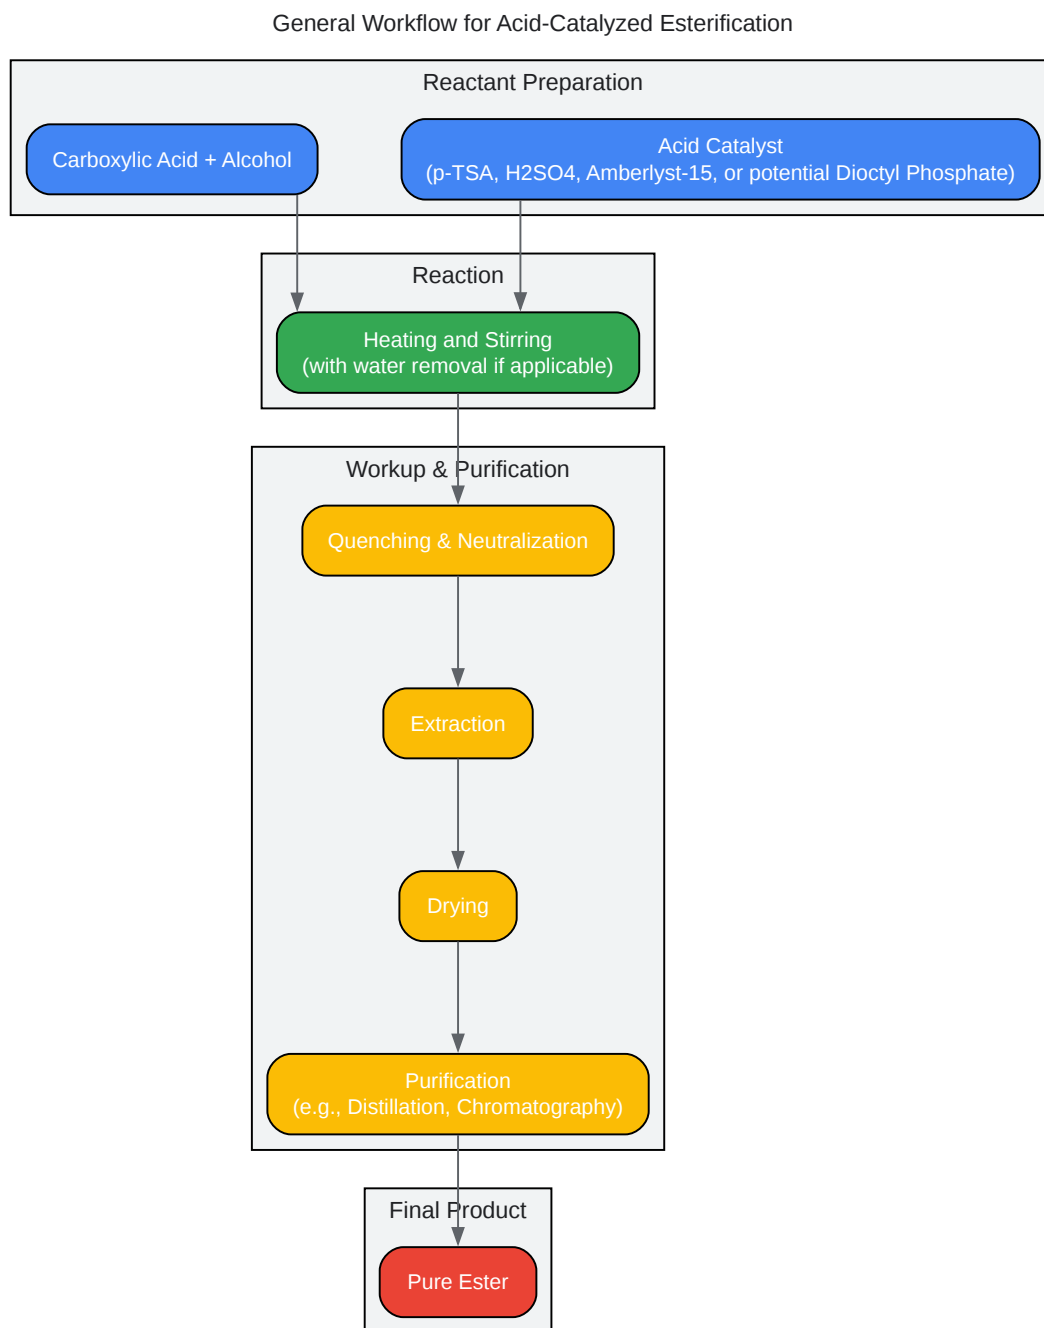 General Workflow for Acid-Catalyzed Esterification
Reactant Preparation
Carboxylic Acid + Alcohol
Acid Catalyst
(p-TSA, H2SO4, Amberlyst-15, or potential Dioctyl Phosphate)
Reaction
Heating and Stirring
(with water removal if applicable)
Workup & Purification
Quenching & Neutralization
Extraction
Drying
Purification
(e.g., Distillation, Chromatography)
Final Product
Pure Ester